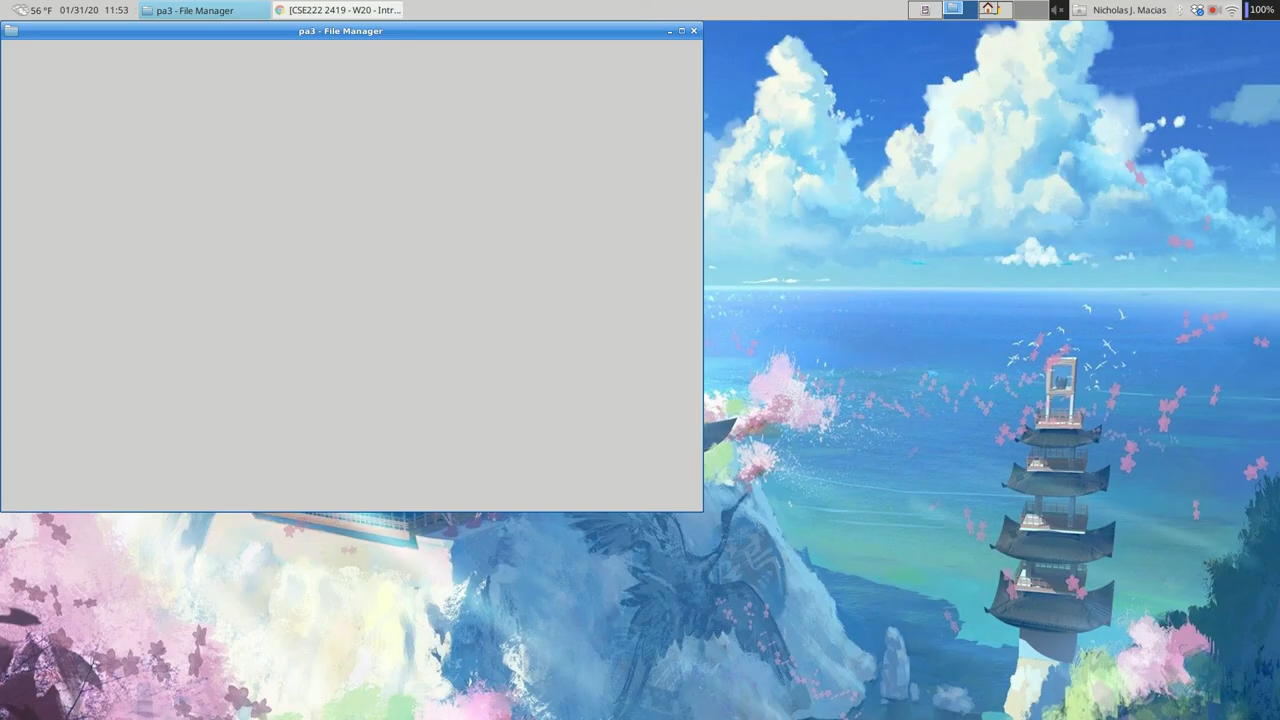 56 °F 01/31/20 11:53 pa3 - File Manager [CSE222 2419 - W20 - Intr... Nicholas J. Macias 100%
pa3 - File Manager